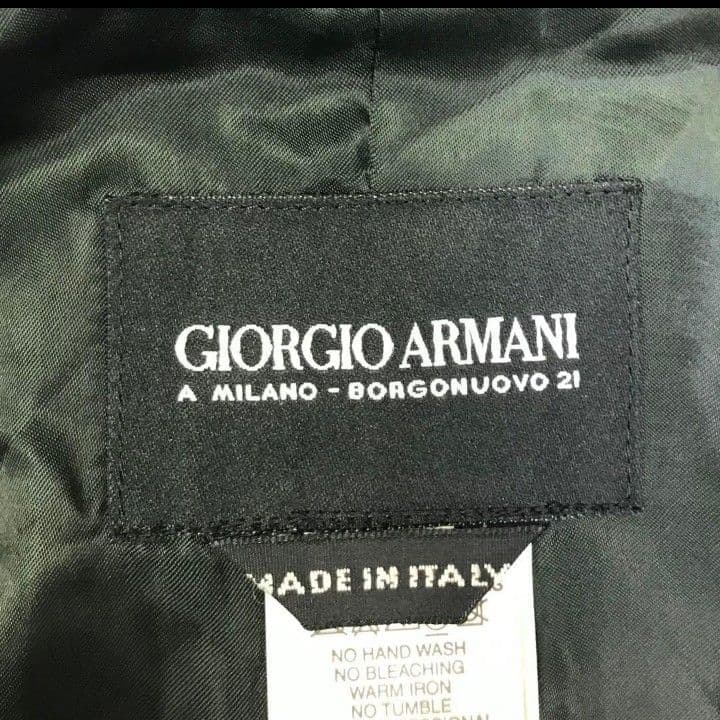 GIORGIO ARMANI
A MILANO - BORGONUOVO 21
MADE IN ITALY
NO HAND WASH
NO BLEACHING
WARM IRON
NO TUMBLE